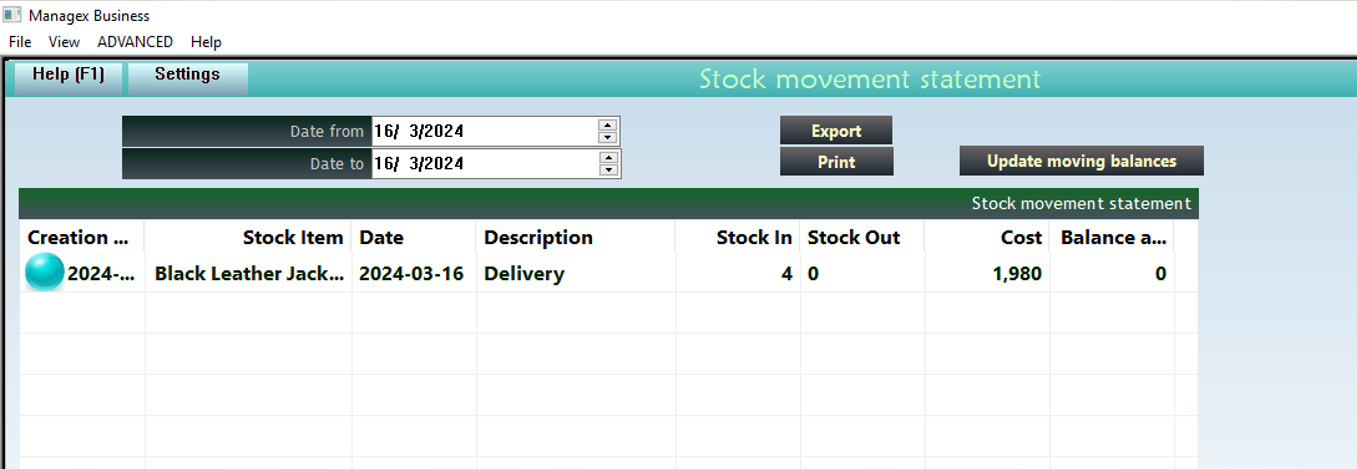 Managex Business
File View ADVANCED Help
Help (F1) Settings Stock movement statement
Date from 16/ 3/2024 Export
Date to 16/ 3/2024 Print Update moving balances
Stock movement statement
Creation ... Stock Item Date Description Stock In Stock Out Cost Balance a...
2024-... Black Leather Jack... 2024-03-16 Delivery 4 0 1,980 0